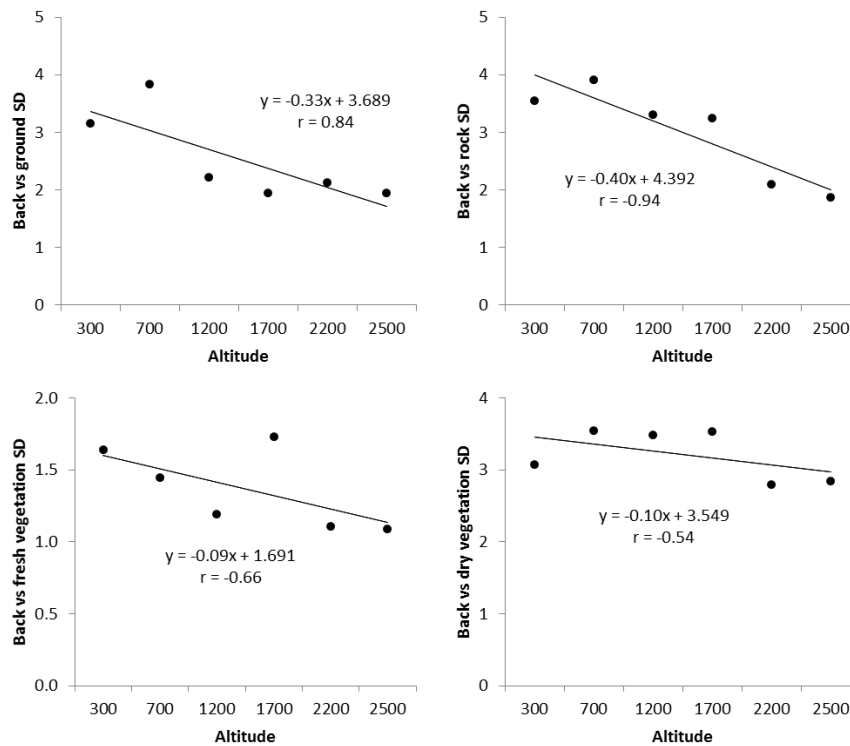 5
4
3
2
1
0
Back vs ground SD
y = -0.33x + 3.689
r = 0.84
300 700 1200 1700 2200 2500
Altitude
5
4
3
2
1
0
Back vs rock SD
y = -0.40x + 4.392
r = -0.94
300 700 1200 1700 2200 2500
Altitude
2.0
1.5
1.0
0.5
0.0
Back vs fresh vegetation SD
y = -0.09x + 1.691
r = -0.66
300 700 1200 1700 2200 2500
Altitude
4
3
2
1
0
Back vs dry vegetation SD
y = -0.10x + 3.549
r = -0.54
300 700 1200 1700 2200 2500
Altitude